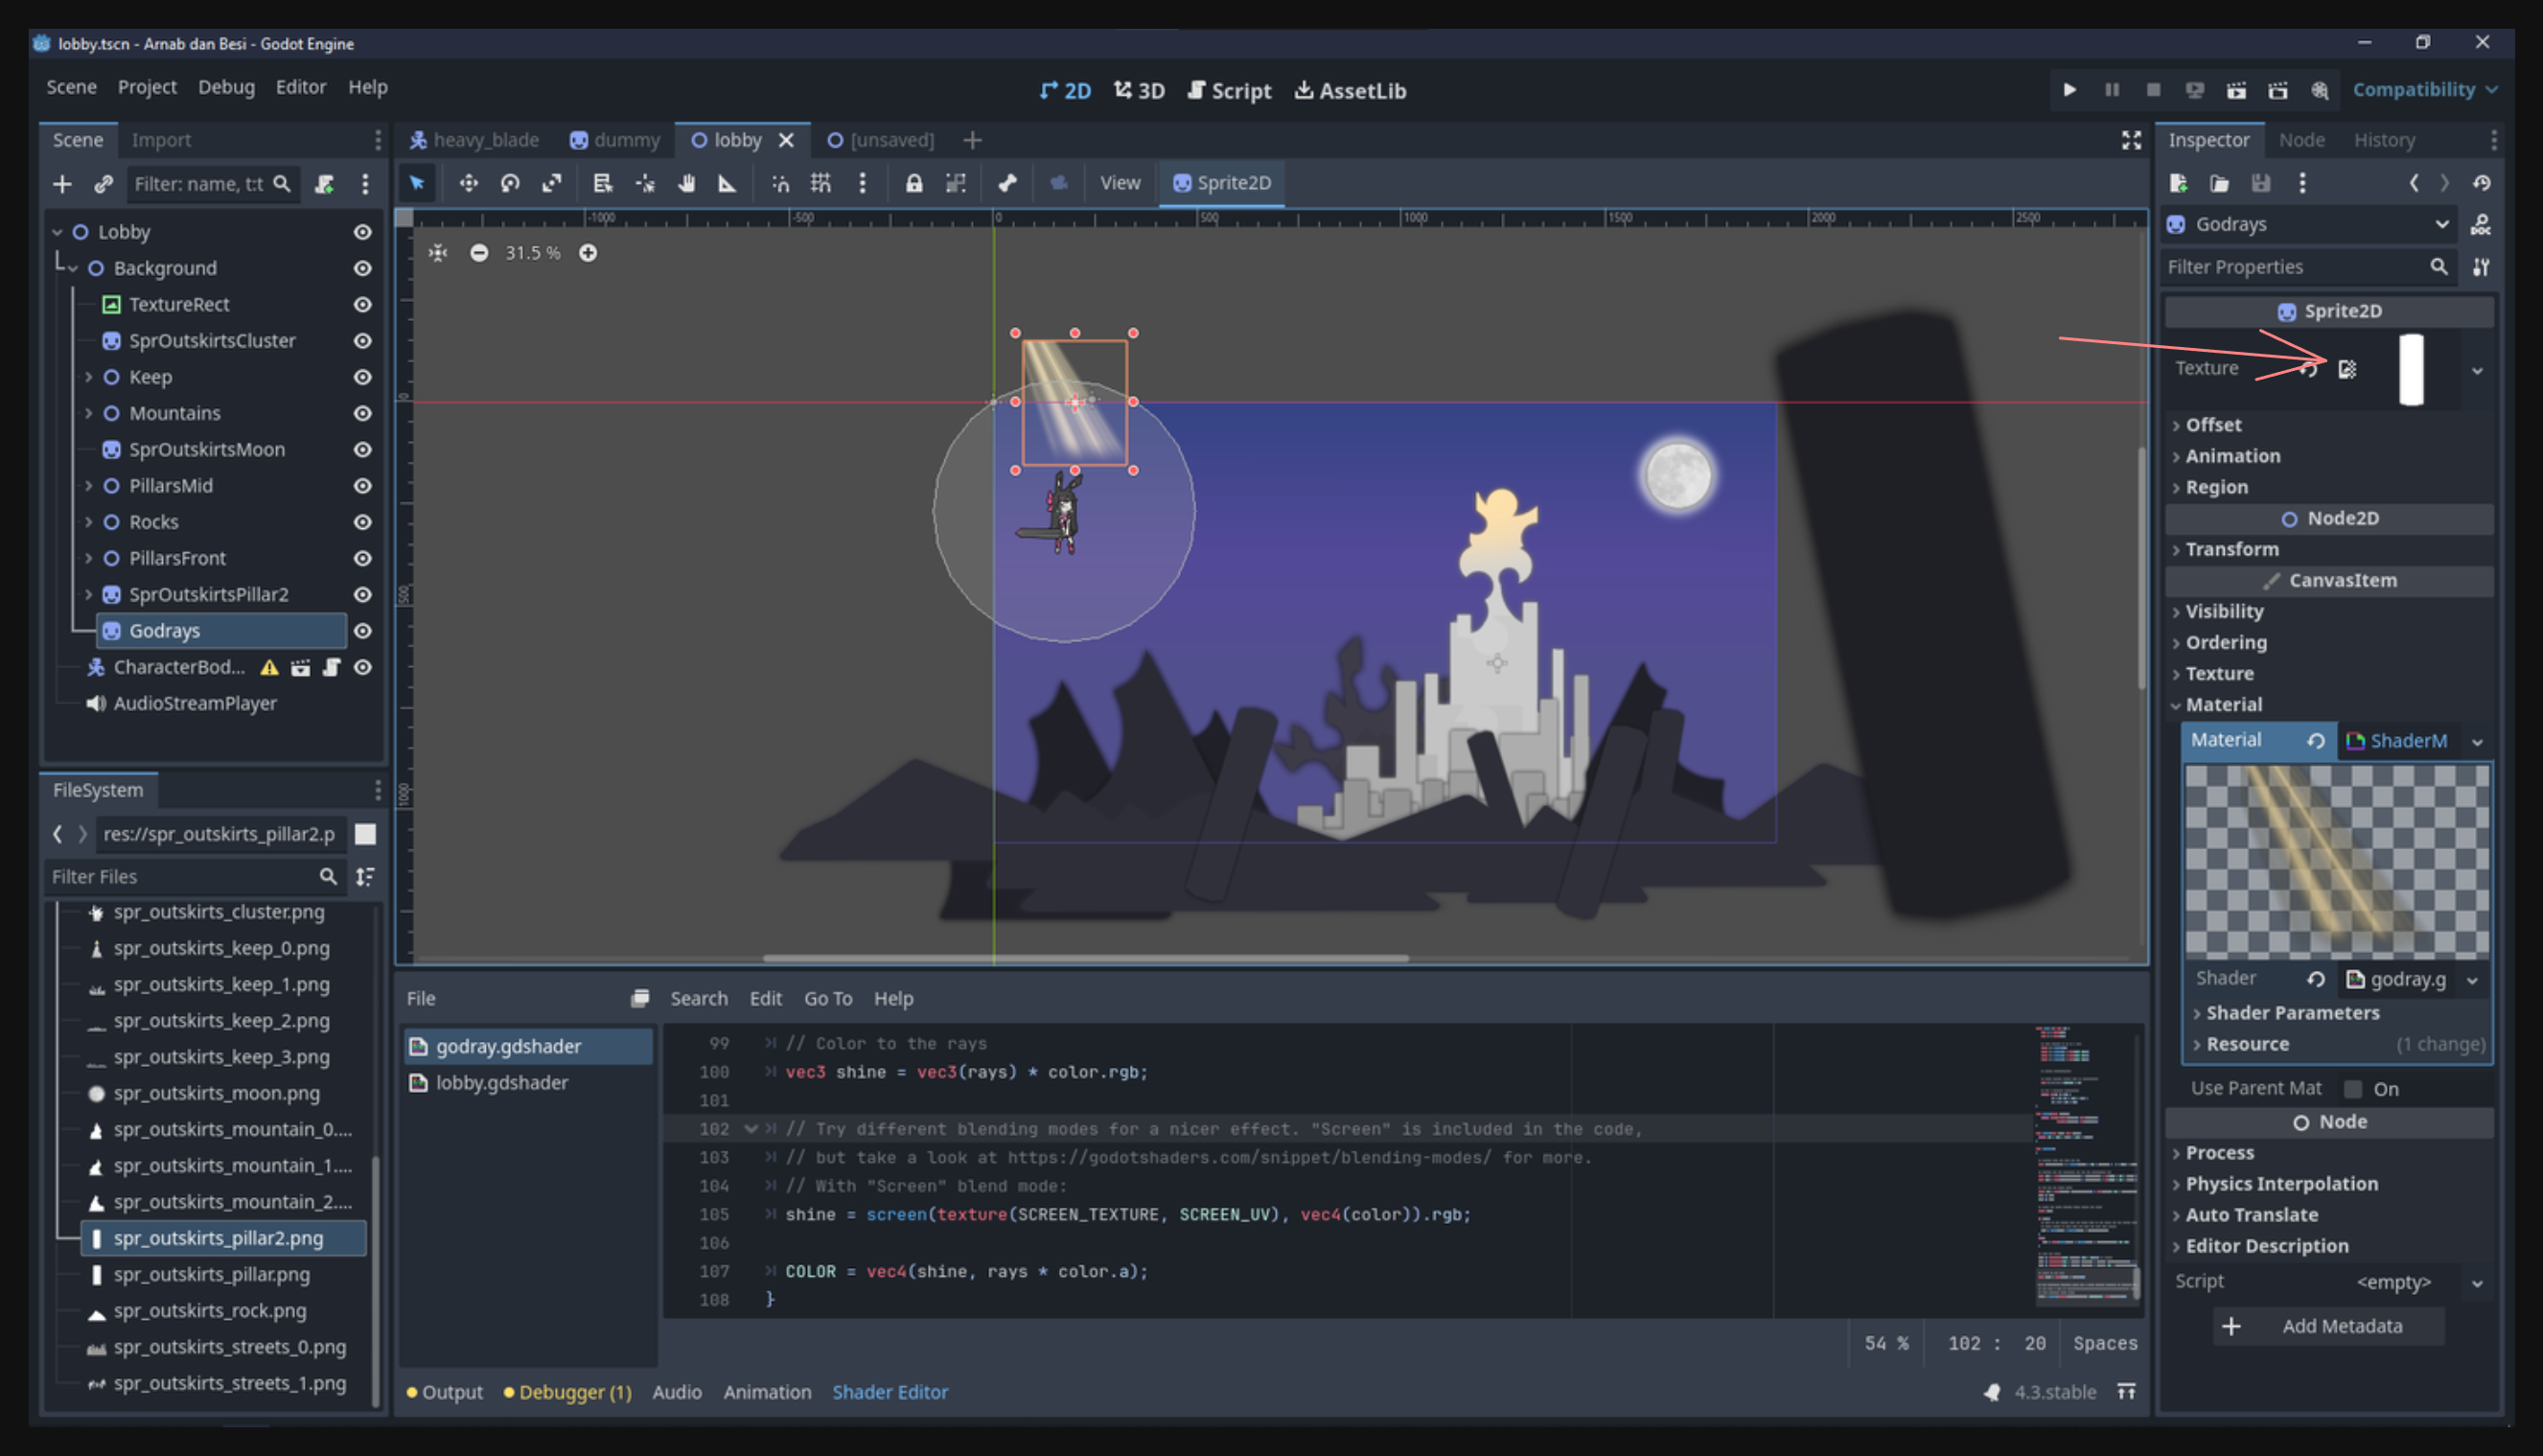 lobby.tscn - Arnab dan Besi - Godot Engine
Scene Project Debug Editor Help
2D 3D Script AssetLib
Compatibility
Scene Import
heavy_blade dummy lobby [unsaved]
Inspector Node History
Filter: name, t:t
View Sprite2D
-1000 -500 0 500 1000 1500 2000 2500
Lobby
Background
TextureRect
SprOutskirtsCluster
Keep
Mountains
SprOutskirtsMoon
PillarsMid
Rocks
PillarsFront
SprOutskirtsPillar2
Godrays
CharacterBod...
AudioStreamPlayer
31.5 %
0
500
1000
FileSystem
res://spr_outskirts_pillar2.p
Filter Files
spr_outskirts_cluster.png
spr_outskirts_keep_0.png
spr_outskirts_keep_1.png
spr_outskirts_keep_2.png
spr_outskirts_keep_3.png
spr_outskirts_moon.png
spr_outskirts_mountain_0....
spr_outskirts_mountain_1....
spr_outskirts_mountain_2....
spr_outskirts_pillar2.png
spr_outskirts_pillar.png
spr_outskirts_rock.png
spr_outskirts_streets_0.png
spr_outskirts_streets_1.png
File
Search Edit Go To Help
godray.gdshader
lobby.gdshader
99 // Color to the rays
100 vec3 shine = vec3(rays) * color.rgb;
101
102 // Try different blending modes for a nicer effect. "Screen" is included in the code,
103 // but take a look at https://godotshaders.com/snippet/blending-modes/ for more.
104 // With "Screen" blend mode:
105 shine = screen(texture(SCREEN_TEXTURE, SCREEN_UV), vec4(color)).rgb;
106
107 COLOR = vec4(shine, rays * color.a);
108 }
54 % 102 : 20 Spaces
Output Debugger (1) Audio Animation Shader Editor
4.3.stable
Godrays
DOC
Filter Properties
Sprite2D
Texture
Offset
Animation
Region
Node2D
Transform
CanvasItem
Visibility
Ordering
Texture
Material
Material ShaderM
Shader godray.g
Shader Parameters
Resource (1 change)
Use Parent Mat On
Node
Process
Physics Interpolation
Auto Translate
Editor Description
Script <empty>
Add Metadata